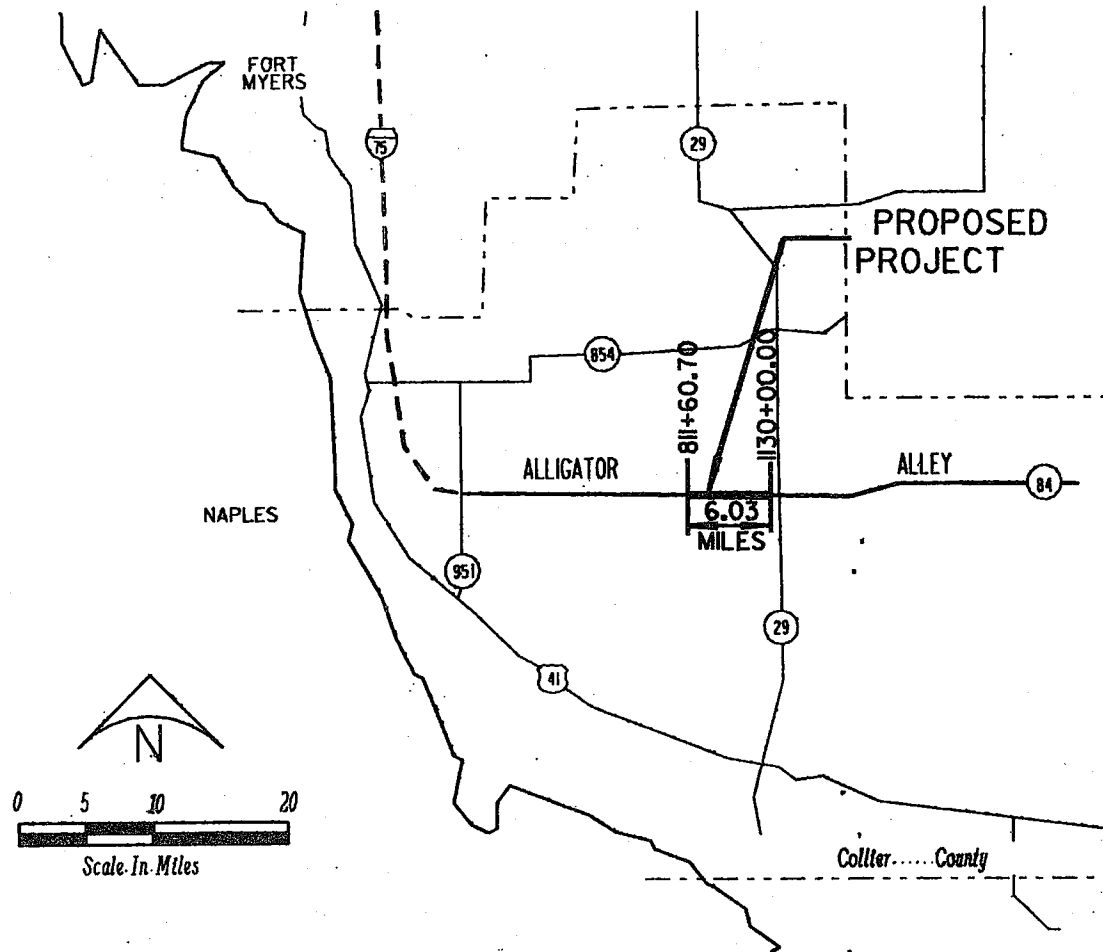 FORT
MYERS
75
29
PROPOSED
PROJECT
854
811+60.70
1130+00.00
ALLIGATOR
ALLEY
84
6.03
MILES
NAPLES
951
29
41
N
0 5 10 20
Scale In Miles
Collier......County